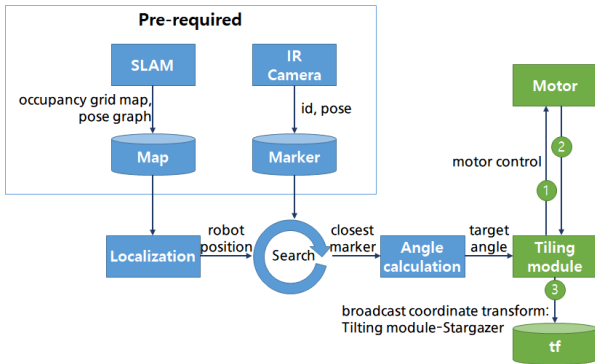 Pre-required
SLAM
IR
Camera
occupancy grid map,
pose graph
id, pose
Map
Marker
Motor
motor control
1
2
Localization
robot
position
Search
closest
marker
Angle
calculation
target
angle
Tiling
module
3
broadcast coordinate transform:
Tilting module-Stargazer
tf